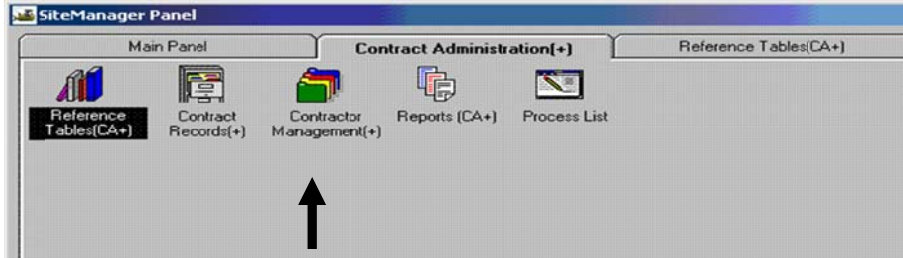 SiteManager Panel
Main Panel
Contract Administration(+)
Reference Tables(CA+)
Reference
Tables(CA+)
Contract
Records(+)
Contractor
Management(+)
Reports (CA+)
Process List